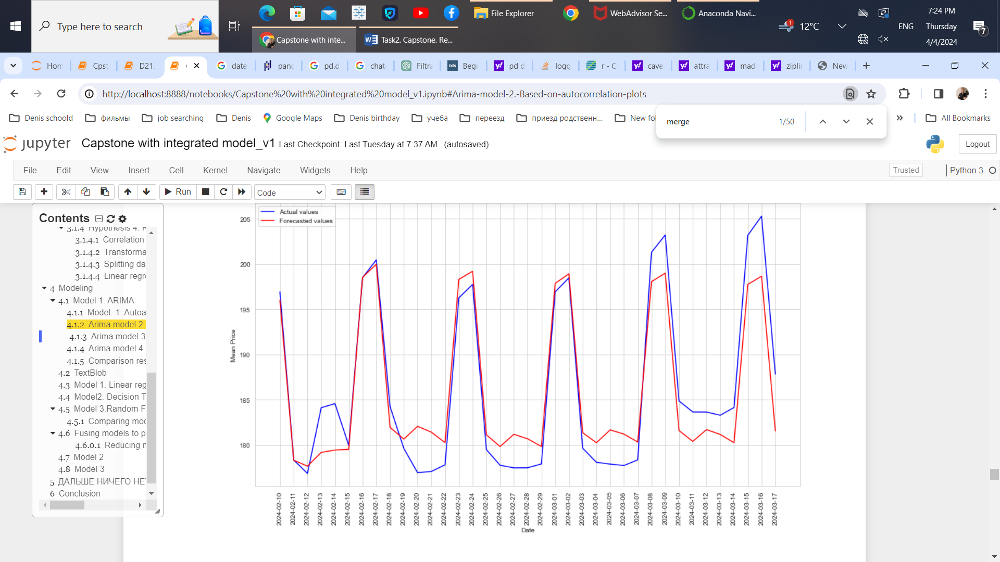 Type here to search
File Explorer
WebAdvisor Se...
Anaconda Navi...
Capstone with inte...
Task2. Capstone. Re...
1
12°C
ENG
7:24 PM
Thursday
4/4/2024
7
Hom
Cpst
D213
date
panc
pd.d
chat
Filtra
tds
Begi
pd d
logg
r - C
cave
attra
mad
ziplin
New
http://localhost:8888/notebooks/Capstone%20with%20integrated%20model_v1.ipynb#Arima-model-2.-Based-on-autocorrelation-plots
Denis schoold
фильмы
job searching
Denis
Google Maps
Denis birthday
учеба
переезд
приезд родственн...
New fol
All Bookmarks
merge
1/50
jupyter
Capstone with integrated model_v1
Last Checkpoint: Last Tuesday at 7:37 AM (autosaved)
Logout
File Edit View Insert Cell Kernel Navigate Widgets Help
Trusted
Python 3
Run
Code
Contents
3.1.4 Hypothesis 4.
3.1.4.1 Correlation
3.1.4.2 Transforma
3.1.4.3 Splitting da
3.1.4.4 Linear regr
4 Modeling
4.1 Model 1. ARIMA
4.1.1 Model. 1. Autoa
4.1.2 Arima model 2.
4.1.3 Arima model 3
4.1.4 Arima model 4.
4.1.5 Comparison res
4.2 TextBlob
4.3 Model 1. Linear reg
4.4 Model2. Decision T
4.5 Model 3.Random F
4.5.1 Comparing moc
4.6 Fusing models to p
4.6.0.1 Reducing r
4.7 Model 2
4.8 Model 3
5 ДАЛЬШЕ НИЧЕГО НЕ
6 Conclusion
Actual values
Forecasted values
205
200
195
190
185
180
Mean Price
2024-02-10
2024-02-11
2024-02-12
2024-02-13
2024-02-14
2024-02-15
2024-02-16
2024-02-17
2024-02-18
2024-02-19
2024-02-20
2024-02-21
2024-02-22
2024-02-23
2024-02-24
2024-02-25
2024-02-26
2024-02-27
2024-02-28
2024-02-29
2024-03-01
2024-03-02
2024-03-03
2024-03-04
2024-03-05
2024-03-06
2024-03-07
2024-03-08
2024-03-09
2024-03-10
2024-03-11
2024-03-12
2024-03-13
2024-03-14
2024-03-15
2024-03-16
2024-03-17
Date